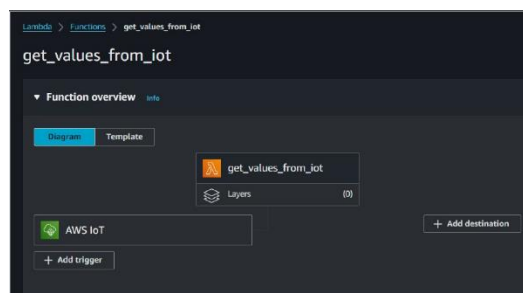 Lambda > Functions > get_values_from_iot
get_values_from_iot
▼ Function overview Info
Diagram Template
get_values_from_iot
Layers (0)
AWS IoT
+ Add destination
+ Add trigger